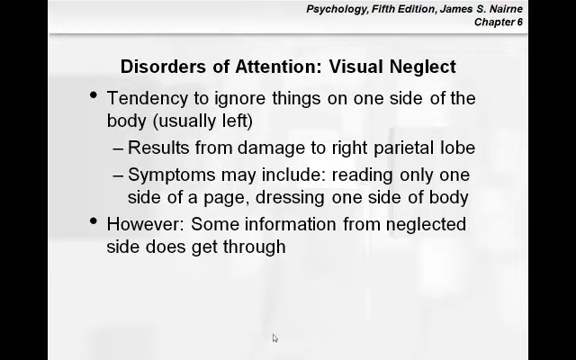 Psychology, Fifth Edition, James S. Nairne
Chapter 6
Disorders of Attention: Visual Neglect
• Tendency to ignore things on one side of the
body (usually left)
– Results from damage to right parietal lobe
– Symptoms may include: reading only one
side of a page, dressing one side of body
• However: Some information from neglected
side does get through